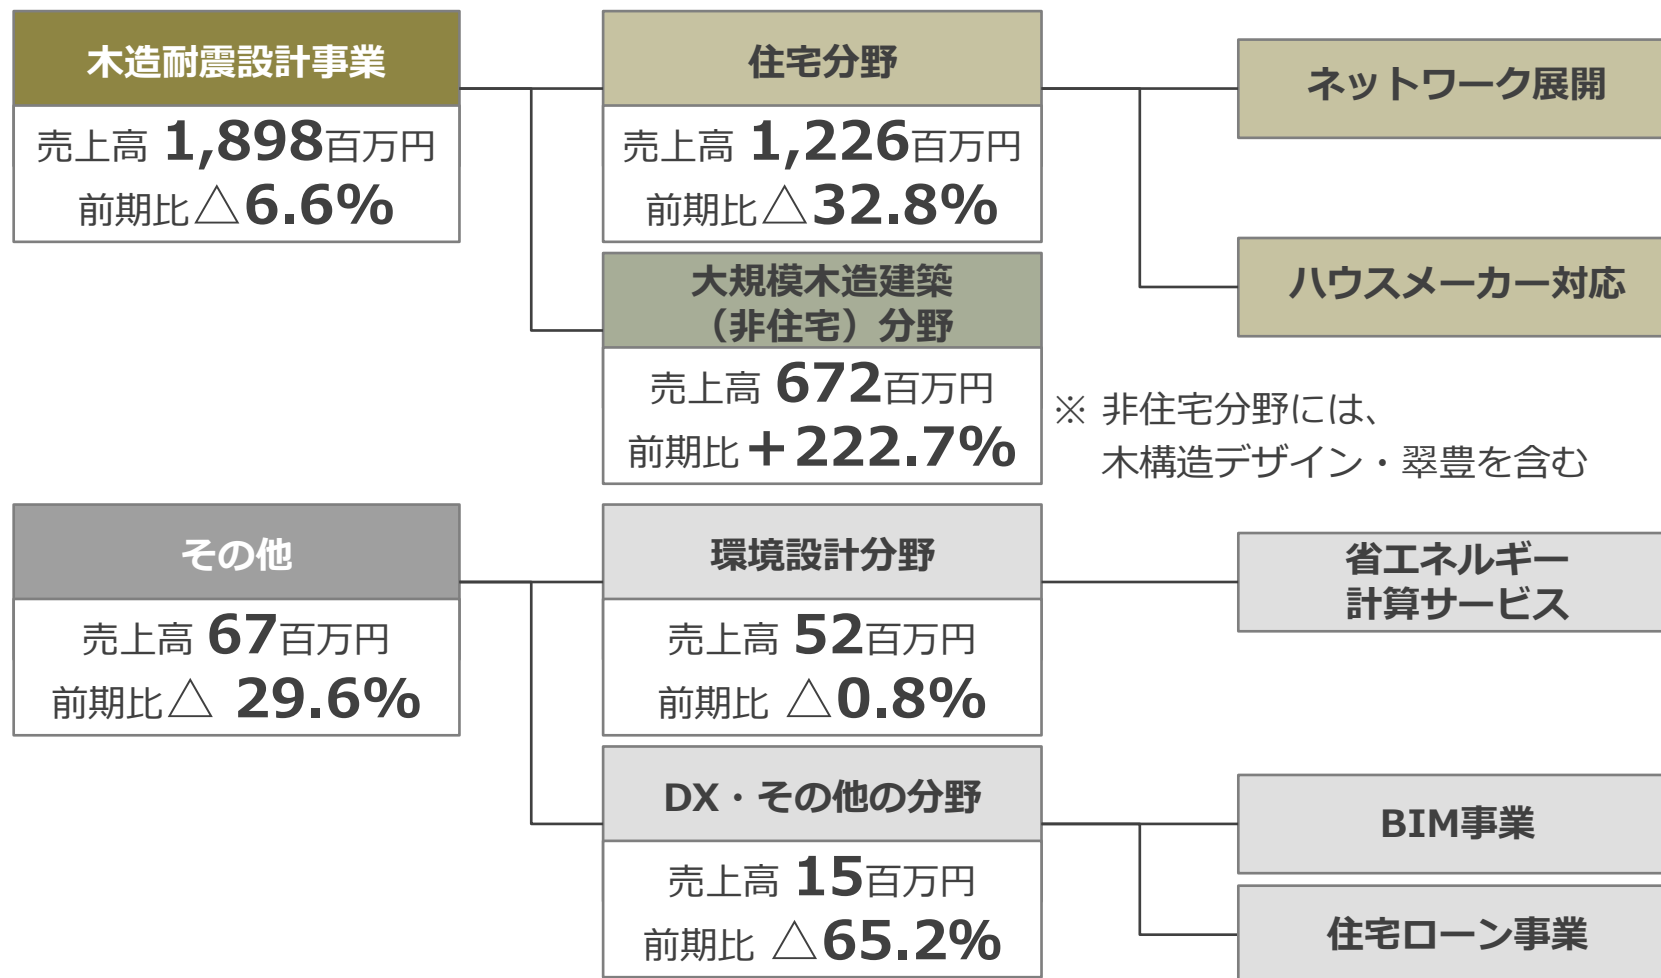 木造耐震設計事業
売上高 1,898百万円
前期比△6.6%
住宅分野
売上高 1,226百万円
前期比△32.8%
ネットワーク展開
ハウスメーカー対応
大規模木造建築
（非住宅）分野
売上高 672百万円
前期比＋222.7%
※ 非住宅分野には、
木構造デザイン・翠豊を含む
その他
売上高 67百万円
前期比△ 29.6%
環境設計分野
売上高 52百万円
前期比 △0.8%
省エネルギー
計算サービス
DX・その他の分野
売上高 15百万円
前期比 △65.2%
BIM事業
住宅ローン事業